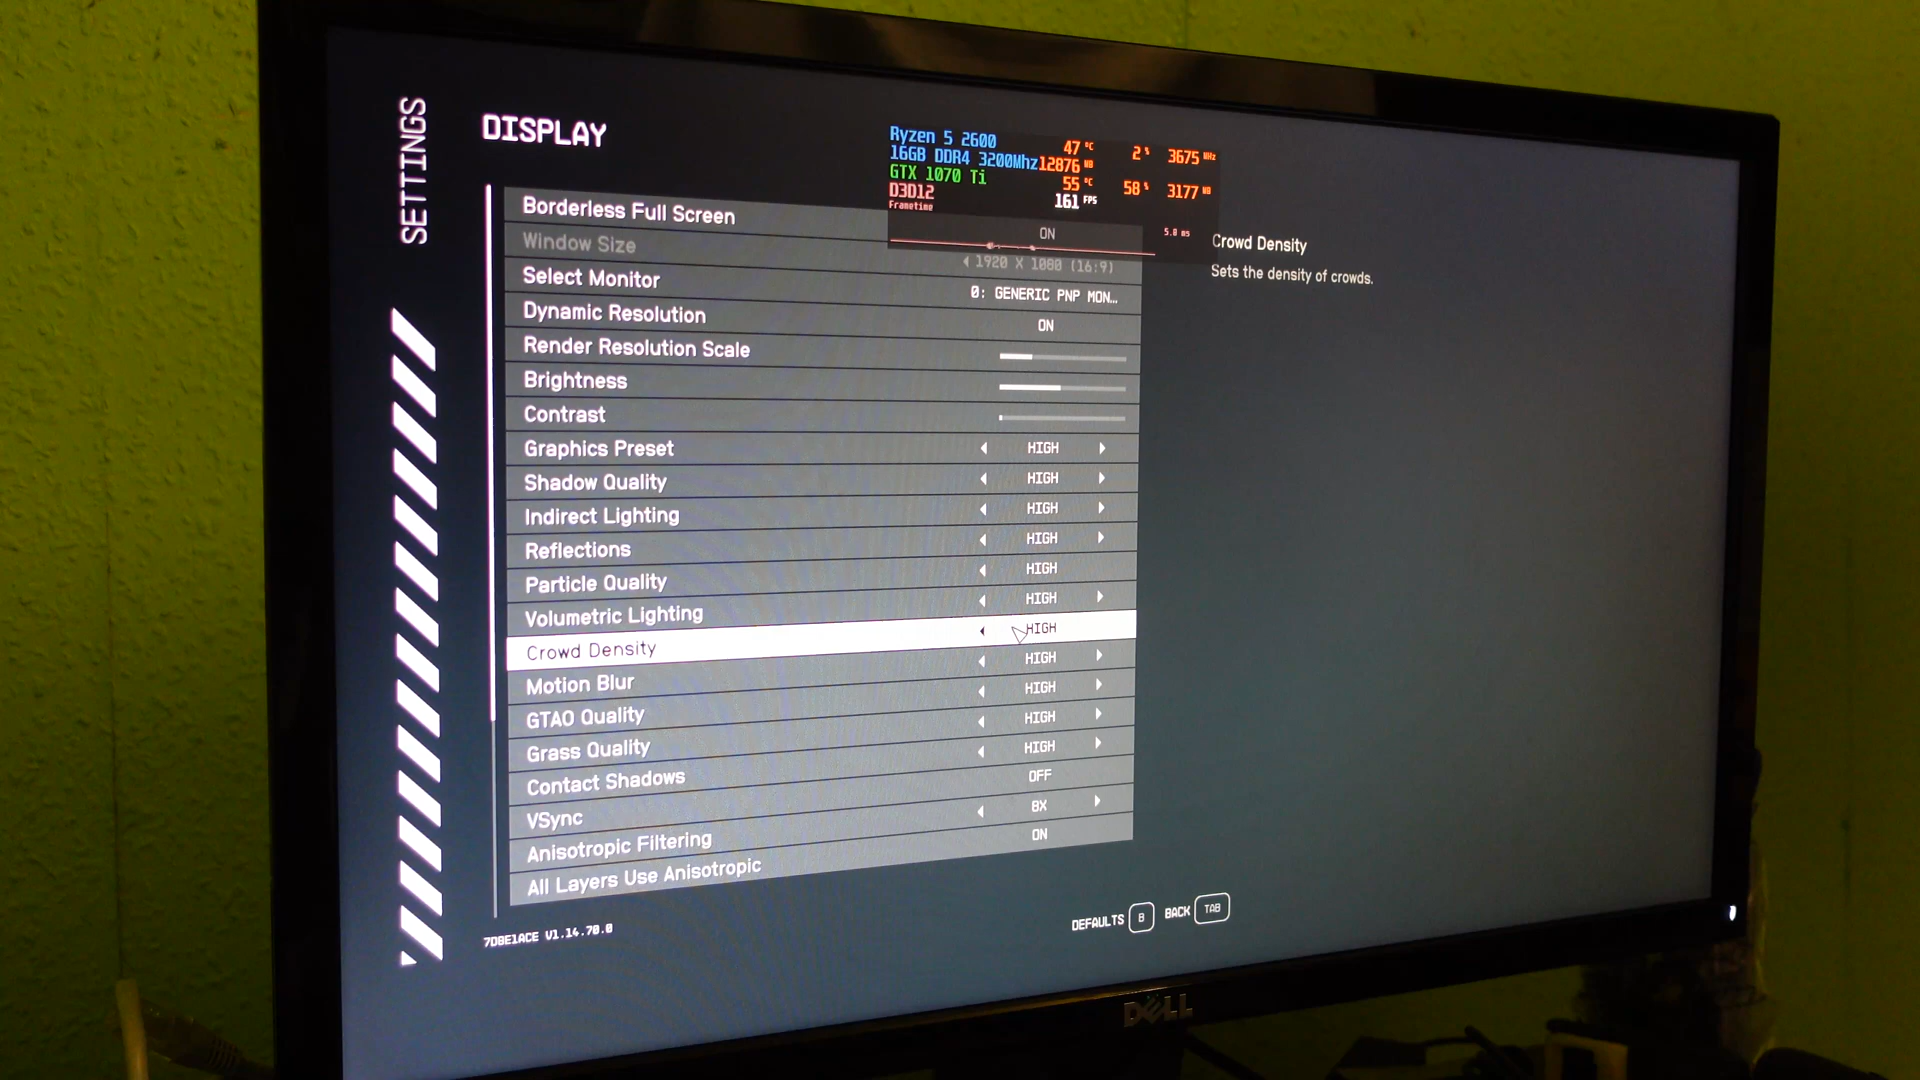 SETTINGS
DISPLAY
Ryzen 5 2600 47 °C 2 % 3675 MHz
16GB DDR4 3200Mhz 12876 MB
GTX 1070 Ti 55 °C 58 % 3177 MB
D3D12 161 FPS
Frametime 5.0 ms
Borderless Full Screen ON
Window Size 1920 X 1080 (16:9)
Select Monitor 0: GENERIC PNP MON...
Dynamic Resolution ON
Render Resolution Scale
Brightness
Contrast
Graphics Preset HIGH
Shadow Quality HIGH
Indirect Lighting HIGH
Reflections HIGH
Particle Quality HIGH
Volumetric Lighting HIGH
Crowd Density HIGH
Motion Blur HIGH
GTAO Quality HIGH
Grass Quality HIGH
Contact Shadows HIGH
VSync OFF
Anisotropic Filtering 8X
All Layers Use Anisotropic ON
Crowd Density
Sets the density of crowds.
7D8E1ACE V1.14.70.0
DEFAULTS B BACK TAB
DELL